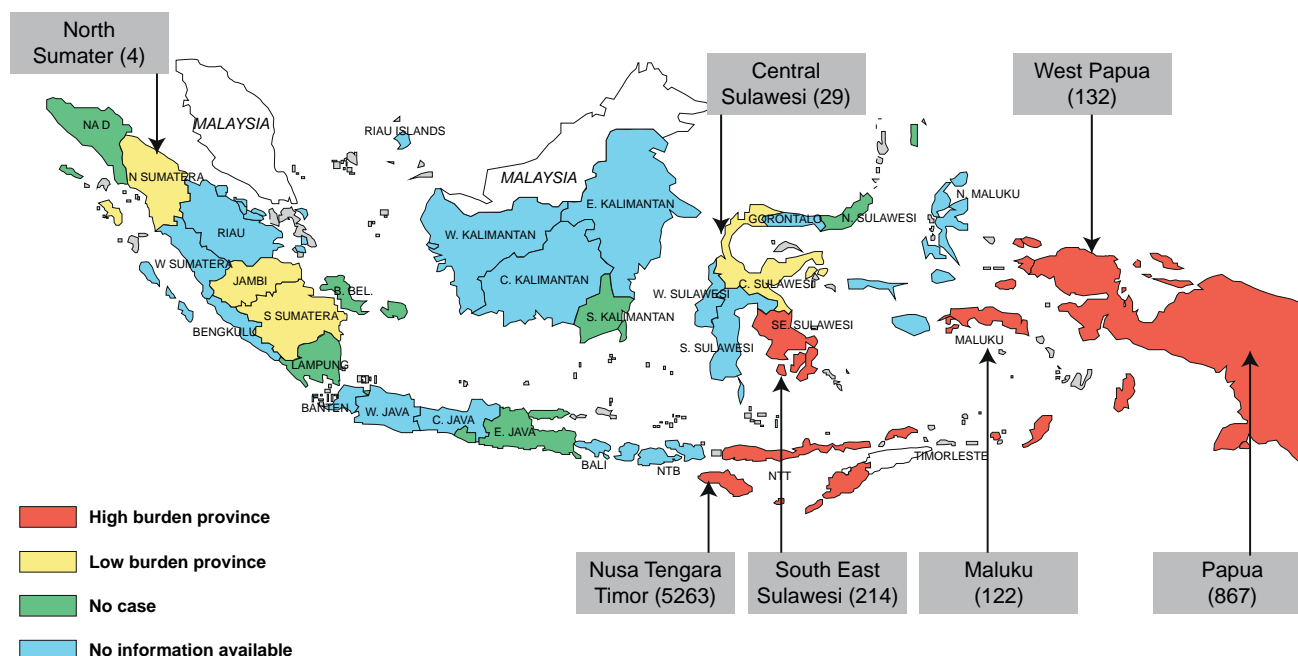 North
Sumater (4)
Central
Sulawesi (29)
West Papua
(132)
NA D
MALAYSIA
RIAU ISLANDS
N SUMATERA
MALAYSIA
N. MALUKU
E. KALIMANTAN
GORONTALO
N. SULAWESI
RIAU
W. KALIMANTAN
W SUMATERA
JAMBI
C. KALIMANTAN
C. SULAWESI
B. BEL.
W. SULAWESI
S SUMATERA
S. KALIMANTAN
SE. SULAWESI
BENGKULU
MALUKU
S. SULAWESI
LAMPUNG
BANTEN
W. JAVA
C. JAVA
E. JAVA
BALI
NTB
NTT
TIMORLESTE
High burden province
Low burden province
No case
No information available
Nusa Tengara
Timor (5263)
South East
Sulawesi (214)
Maluku
(122)
Papua
(867)